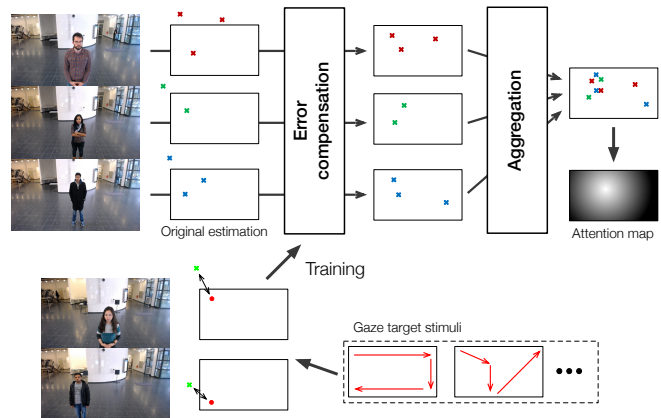 Error
compensation
Aggregation
Original estimation
Attention map
Training
Gaze target stimuli